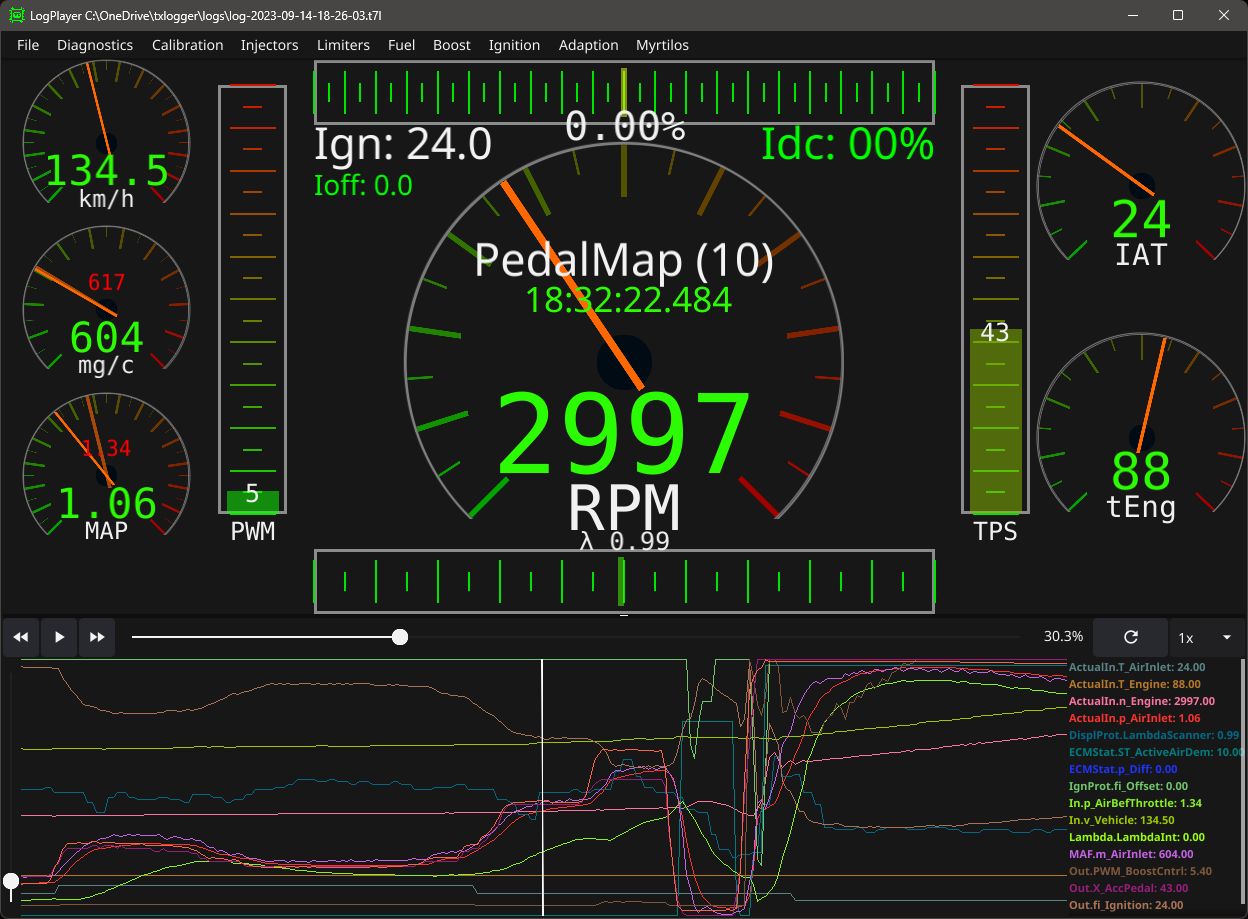 LogPlayer C:\OneDrive\txlogger\logs\log-2023-09-14-18-26-03.t7l
File Diagnostics Calibration Injectors Limiters Fuel Boost Ignition Adaption Myrtilos
134.5
km/h
617
604
mg/c
1.34
1.06
MAP
5
PWM
0.00%
Ign: 24.0
Idc: 00%
Ioff: 0.0
PedalMap (10)
18:32:22.484
2997
RPM
λ 0.99
43
TPS
24
IAT
88
tEng
30.3%
1x
ActualIn.T_AirInlet: 24.00
ActualIn.T_Engine: 88.00
ActualIn.n_Engine: 2997.00
ActualIn.p_AirInlet: 1.06
DisplProt.LambdaScanner: 0.99
ECMStat.ST_ActiveAirDem: 10.00
ECMStat.p_Diff: 0.00
IgnProt.fi_Offset: 0.00
In.p_AirBefThrottle: 1.34
In.v_Vehicle: 134.50
Lambda.LambdaInt: 0.00
MAF.m_AirInlet: 604.00
Out.PWM_BoostCntrl: 5.40
Out.X_AccPedal: 43.00
Out.fi_Ignition: 24.00